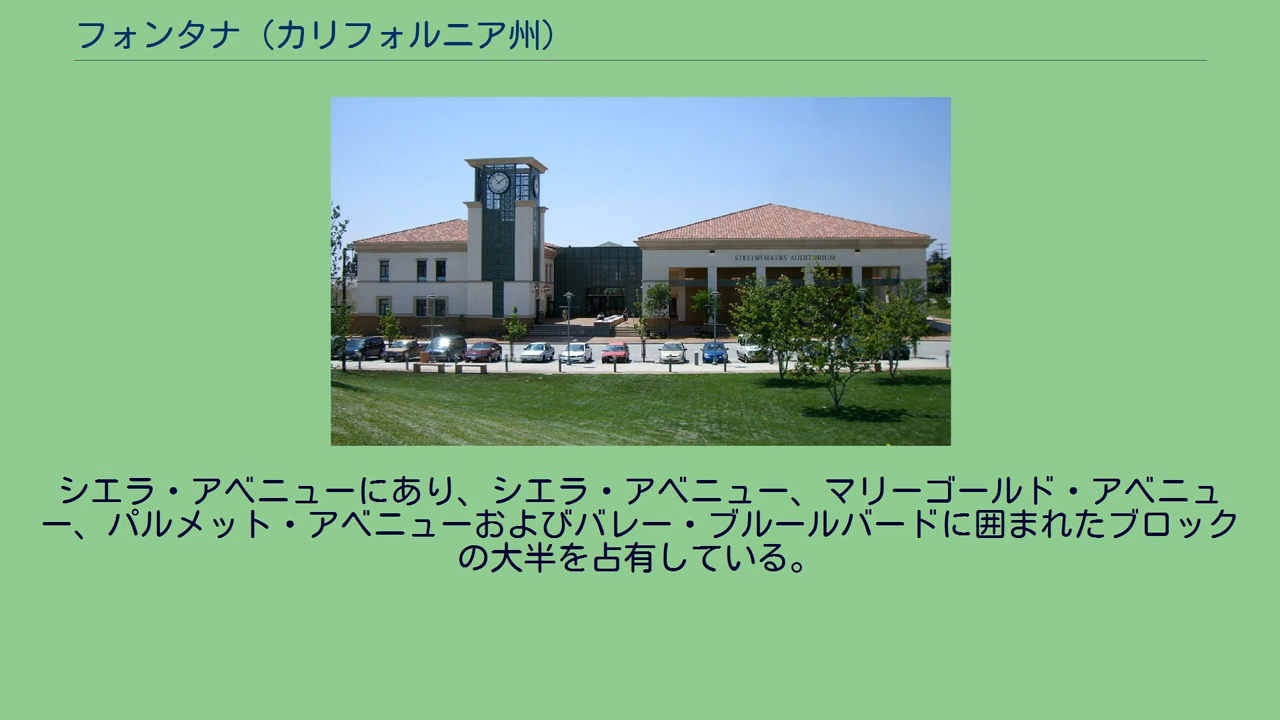 フォンタナ（カリフォルニア州）
STEELWORKERS' AUDITORIUM
シエラ・アベニューにあり、シエラ・アベニュー、マリーゴールド・アベニュ
ー、パルメット・アベニューおよびバレー・ブルールバードに囲まれたブロック
の大半を占有している。